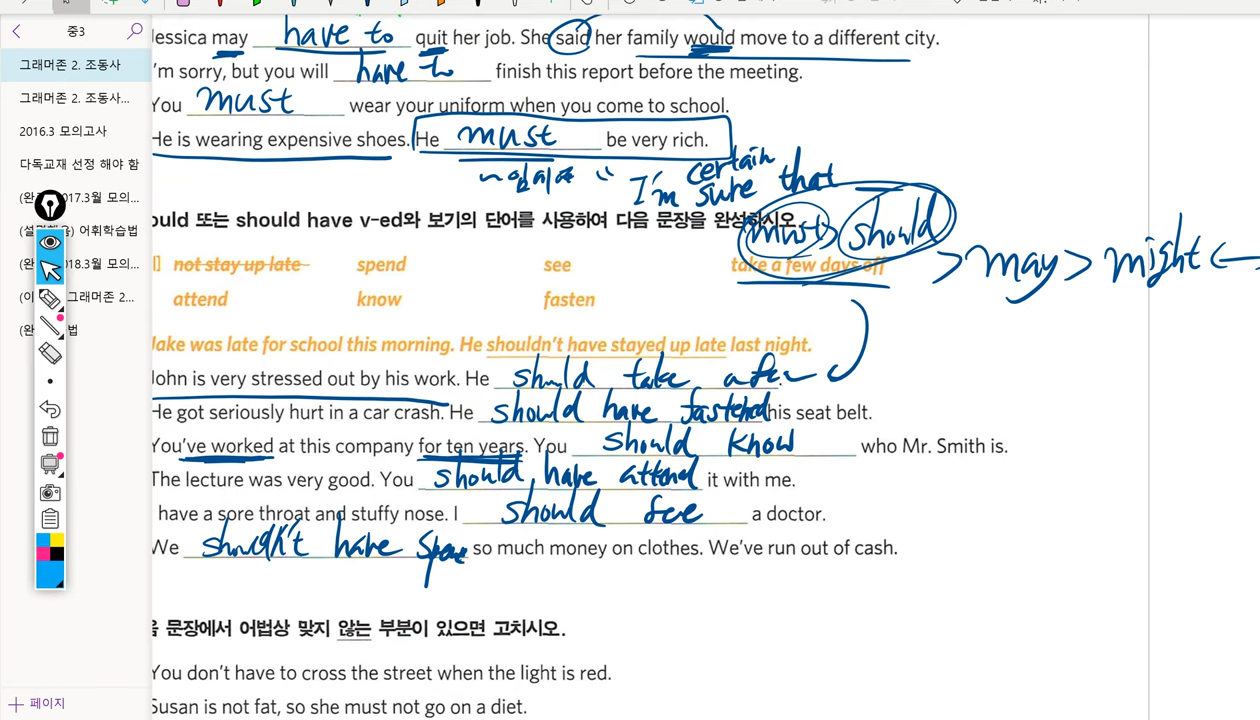 중3
그래머존 2. 조동사
그래머존 2. 조동사...
2016.3 모의고사
다독교재 선정 해야 함
(완 2017.3월 모의...
(설 ) 어휘학습법
(완 2018.3월 모의...
(이 그래머존 2...
(완 법
페이지
Jessica may have to quit her job. She said her family would move to a different city.
I'm sorry, but you will have to finish this report before the meeting.
You must wear your uniform when you come to school.
He is wearing expensive shoes. He must be very rich.
certain
I'm sure that
ould 또는 should have v-ed와 보기의 단어를 사용하여 다음 문장을 완성하시오.
must > should > may > might ←
] not stay up late spend see take a few days off
attend know fasten
Jake was late for school this morning. He shouldn't have stayed up late last night.
John is very stressed out by his work. He should take a few
He got seriously hurt in a car crash. He should have fastened his seat belt.
You've worked at this company for ten years. You should know who Mr. Smith is.
The lecture was very good. You should have attend it with me.
have a sore throat and stuffy nose. I should see a doctor.
We shouldn't have so much money on clothes. We've run out of cash.
음 문장에서 어법상 맞지 않는 부분이 있으면 고치시오.
You don't have to cross the street when the light is red.
Susan is not fat, so she must not go on a diet.